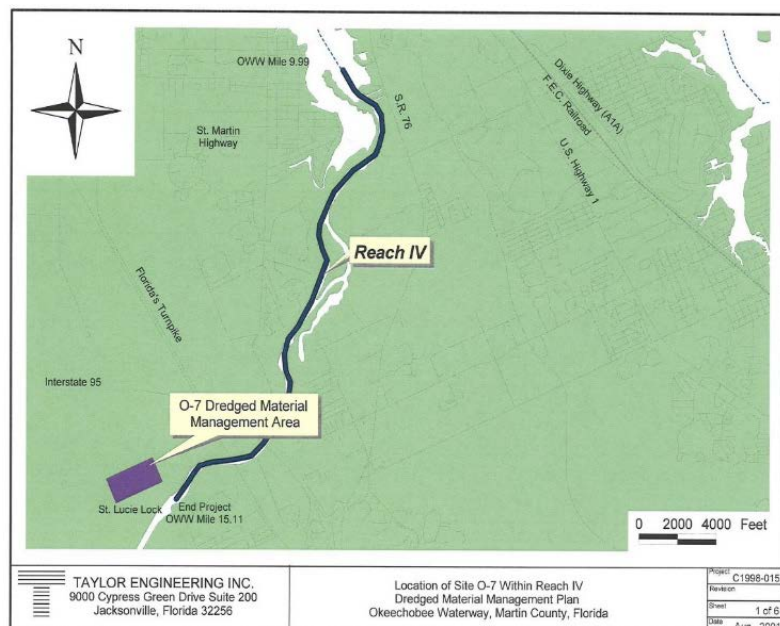 N
OWW Mile 9.99
S.R. 76
Dixie Highway (A1A)
F.E.C. Railroad
U.S. Highway 1
St. Martin
Highway
Reach IV
Florida's Turnpike
Interstate 95
O-7 Dredged Material
Management Area
St. Lucie Lock
End Project
OWW Mile 15.11
0 2000 4000 Feet
TAYLOR ENGINEERING INC.
9000 Cypress Green Drive Suite 200
Jacksonville, Florida 32256
Location of Site O-7 Within Reach IV
Dredged Material Management Plan
Okeechobee Waterway, Martin County, Florida
Project
C1998-015
Revision
Sheet
1 of 6
Date